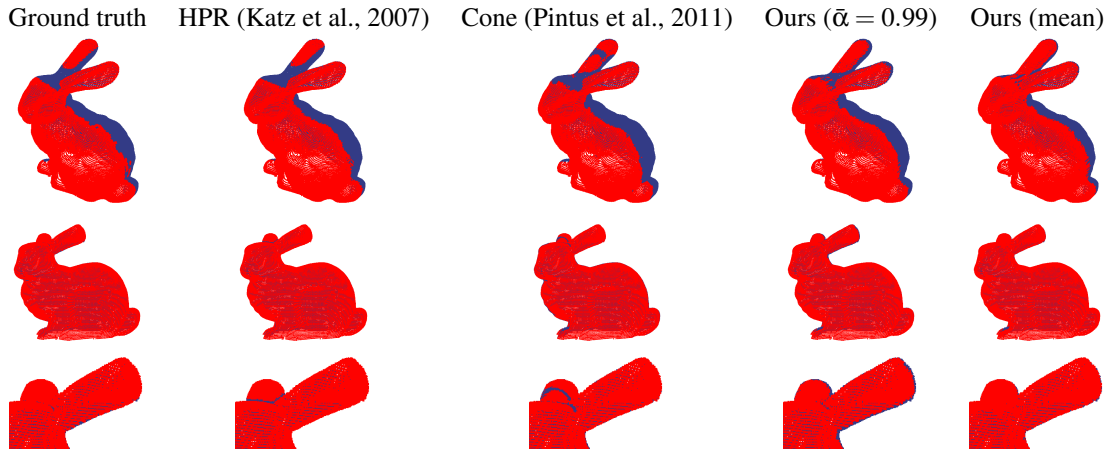 Ground truth HPR (Katz et al., 2007) Cone (Pintus et al., 2011) Ours (ᾱ = 0.99) Ours (mean)